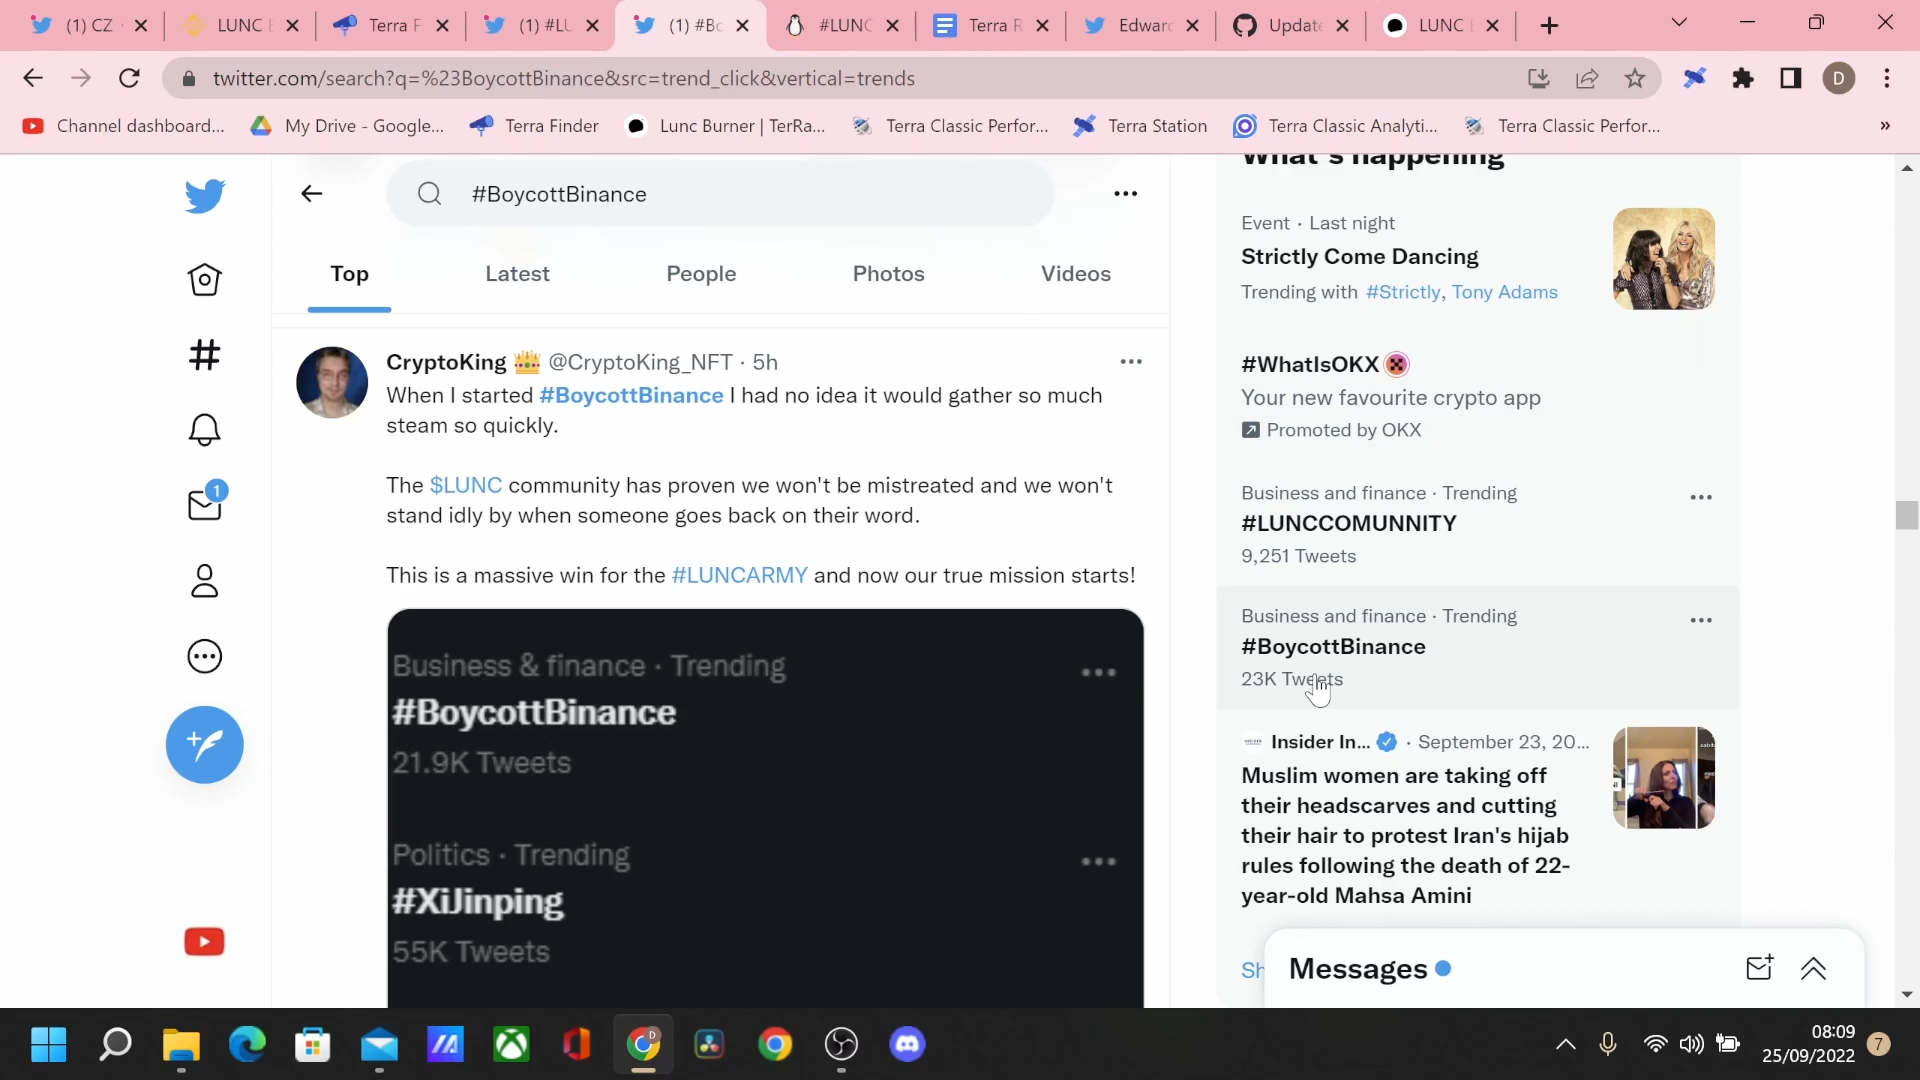 (1) CZ
LUNC
Terra F
(1) #LU
(1) #Bo
#LUNC
Terra R
Edwar
Update
LUNC
twitter.com/search?q=%23BoycottBinance&src=trend_click&vertical=trends
D
Channel dashboard...
My Drive - Google...
Terra Finder
Lunc Burner | TerRa...
Terra Classic Perfor...
Terra Station
Terra Classic Analyti...
Terra Classic Perfor...
»
#BoycottBinance
Top
Latest
People
Photos
Videos
1
CryptoKing 👑 @CryptoKing_NFT · 5h
When I started #BoycottBinance I had no idea it would gather so much
steam so quickly.
The $LUNC community has proven we won't be mistreated and we won't
stand idly by when someone goes back on their word.
This is a massive win for the #LUNCARMY and now our true mission starts!
Business & finance · Trending
#BoycottBinance
21.9K Tweets
Politics · Trending
#XiJinping
55K Tweets
What's happening
Event · Last night
Strictly Come Dancing
Trending with #Strictly, Tony Adams
#WhatIsOKX
Your new favourite crypto app
Promoted by OKX
Business and finance · Trending
#LUNCCOMUNNITY
9,251 Tweets
Business and finance · Trending
#BoycottBinance
23K Tweets
Insider In... · September 23, 20...
Muslim women are taking off
their headscarves and cutting
their hair to protest Iran's hijab
rules following the death of 22-
year-old Mahsa Amini
Sh
Messages
08:09
25/09/2022
7